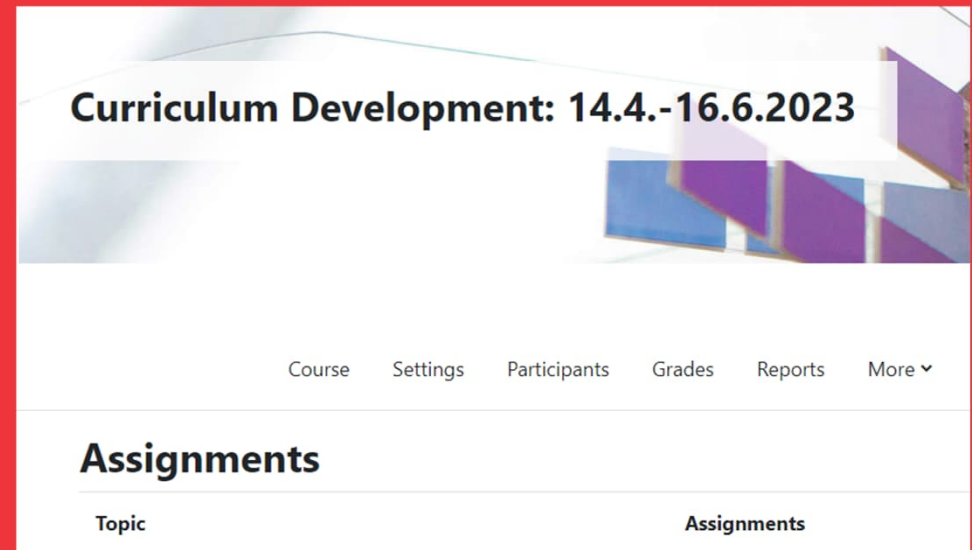 Curriculum Development: 14.4.-16.6.2023
Course Settings Participants Grades Reports More
Assignments
Topic Assignments